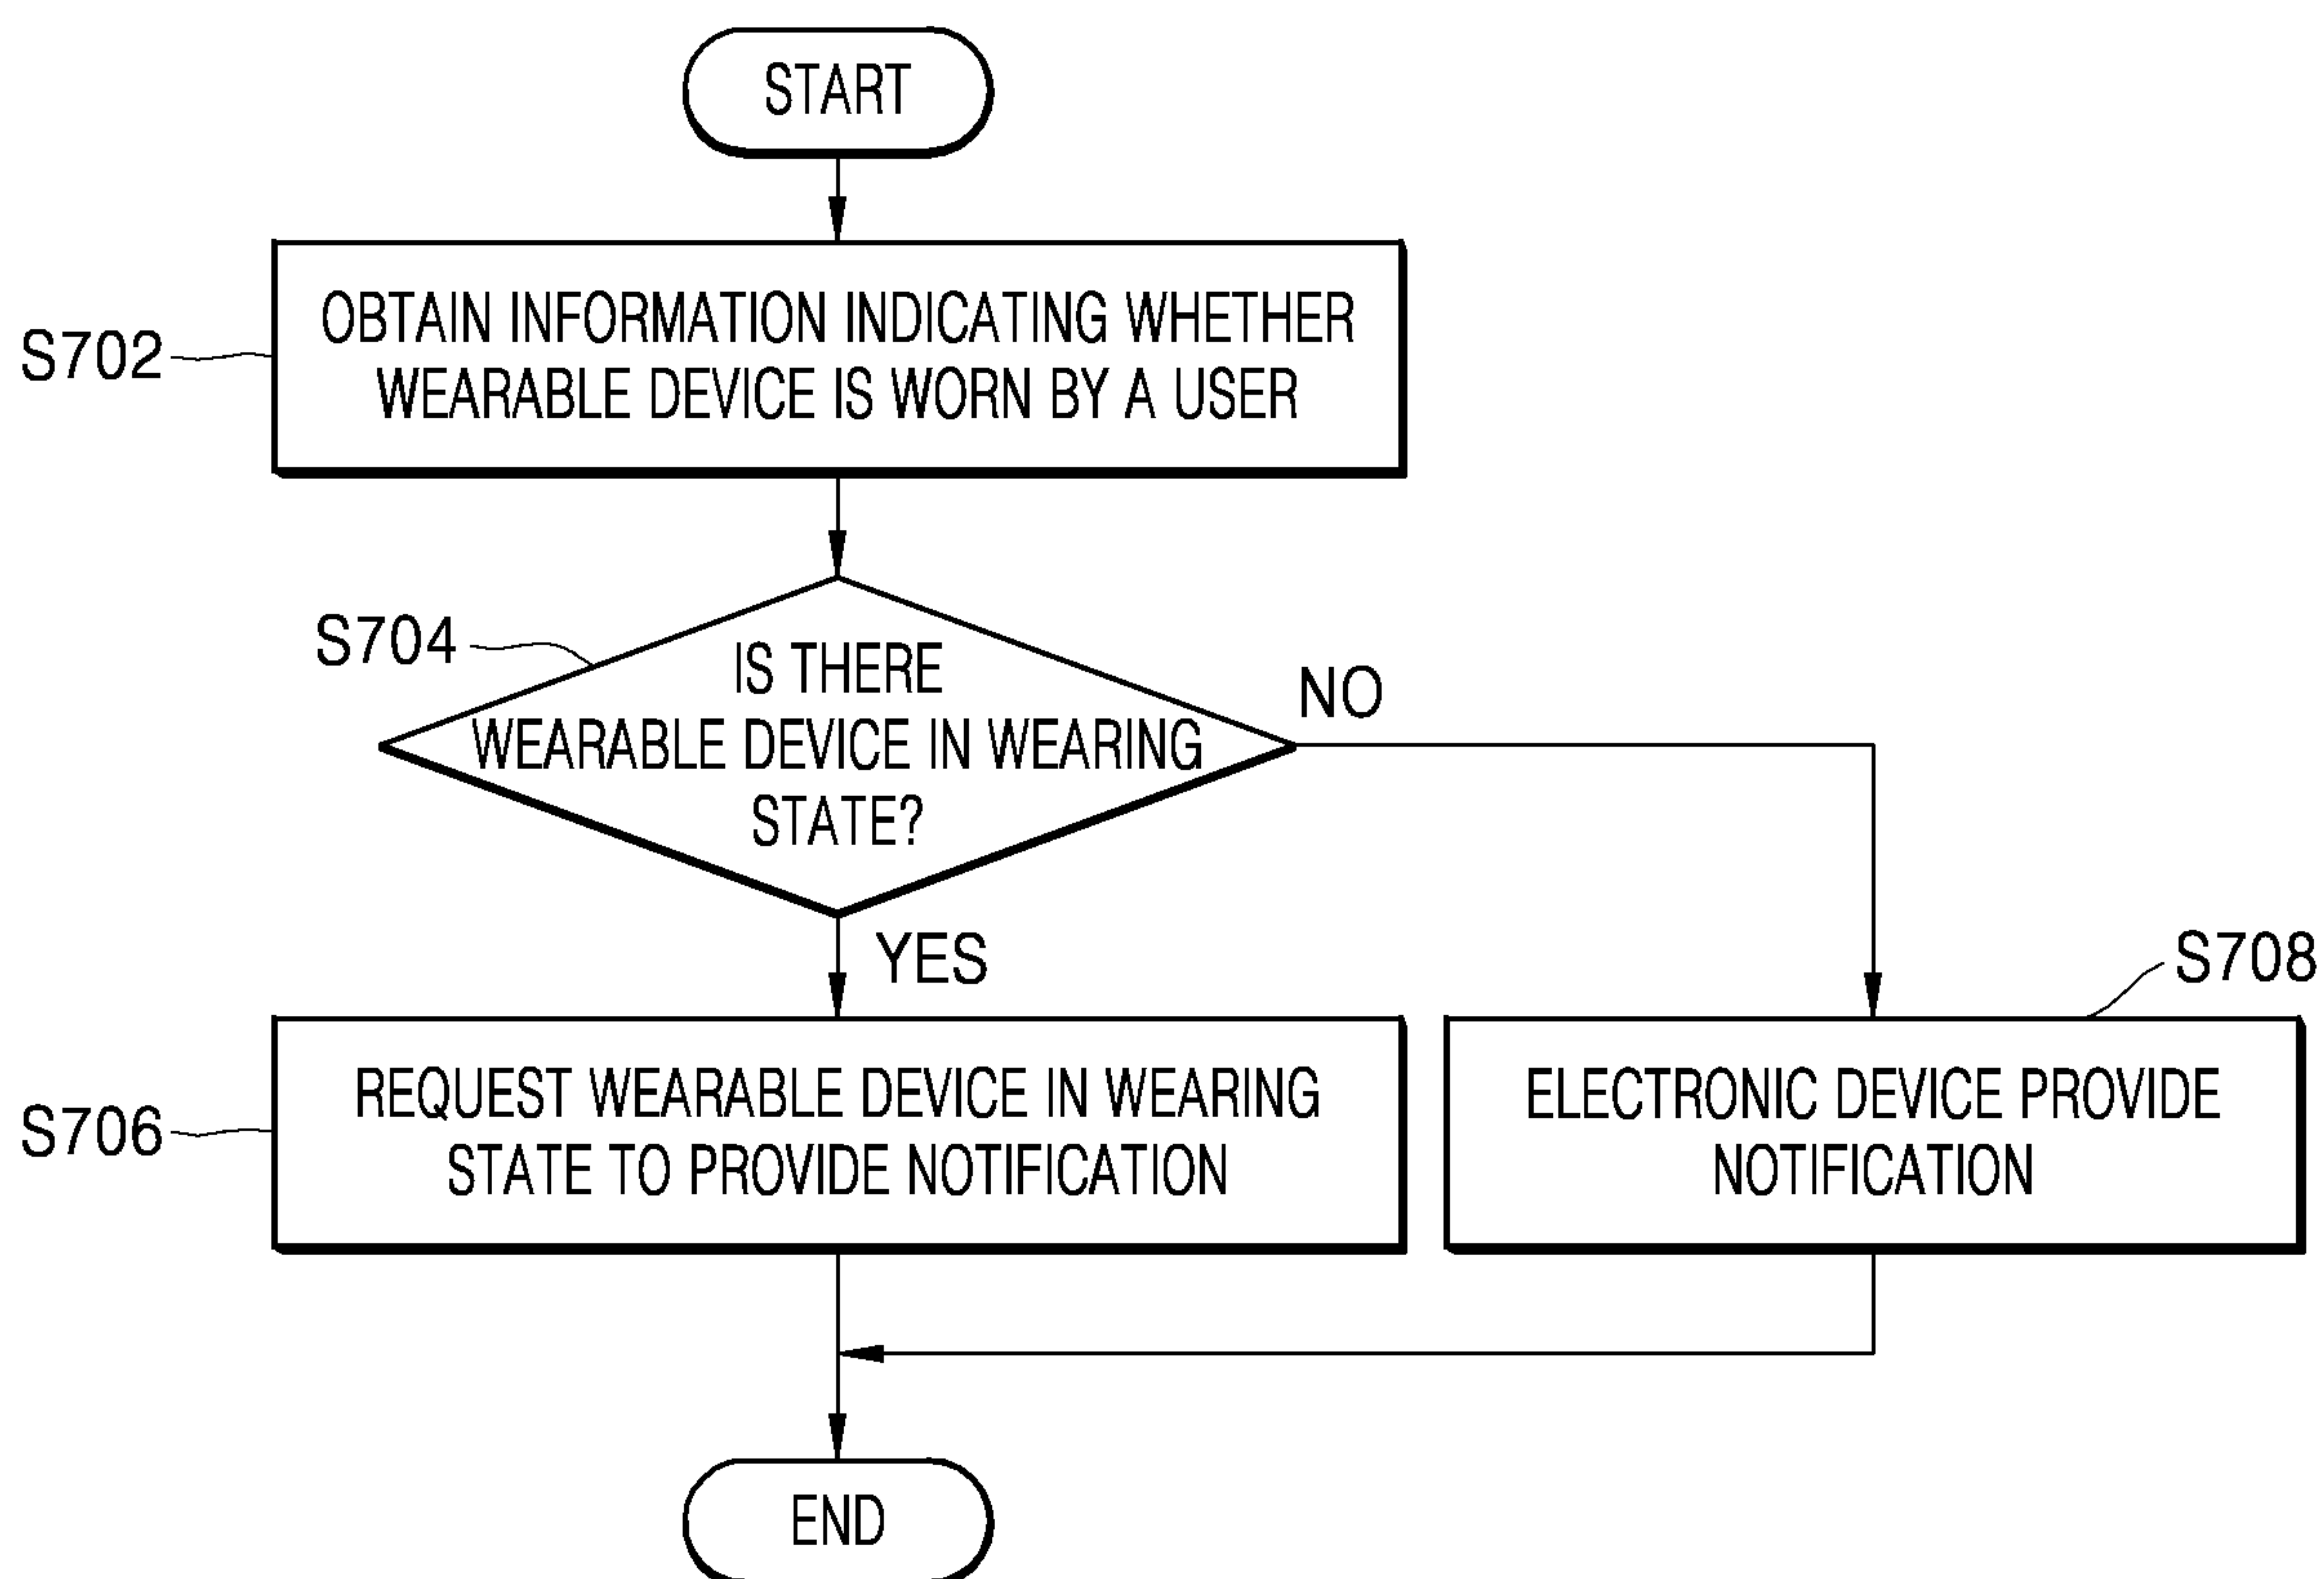 START
S702
OBTAIN INFORMATION INDICATING WHETHER
WEARABLE DEVICE IS WORN BY A USER
S704
IS THERE
WEARABLE DEVICE IN WEARING
STATE?
NO
YES
S706
REQUEST WEARABLE DEVICE IN WEARING
STATE TO PROVIDE NOTIFICATION
S708
ELECTRONIC DEVICE PROVIDE
NOTIFICATION
END